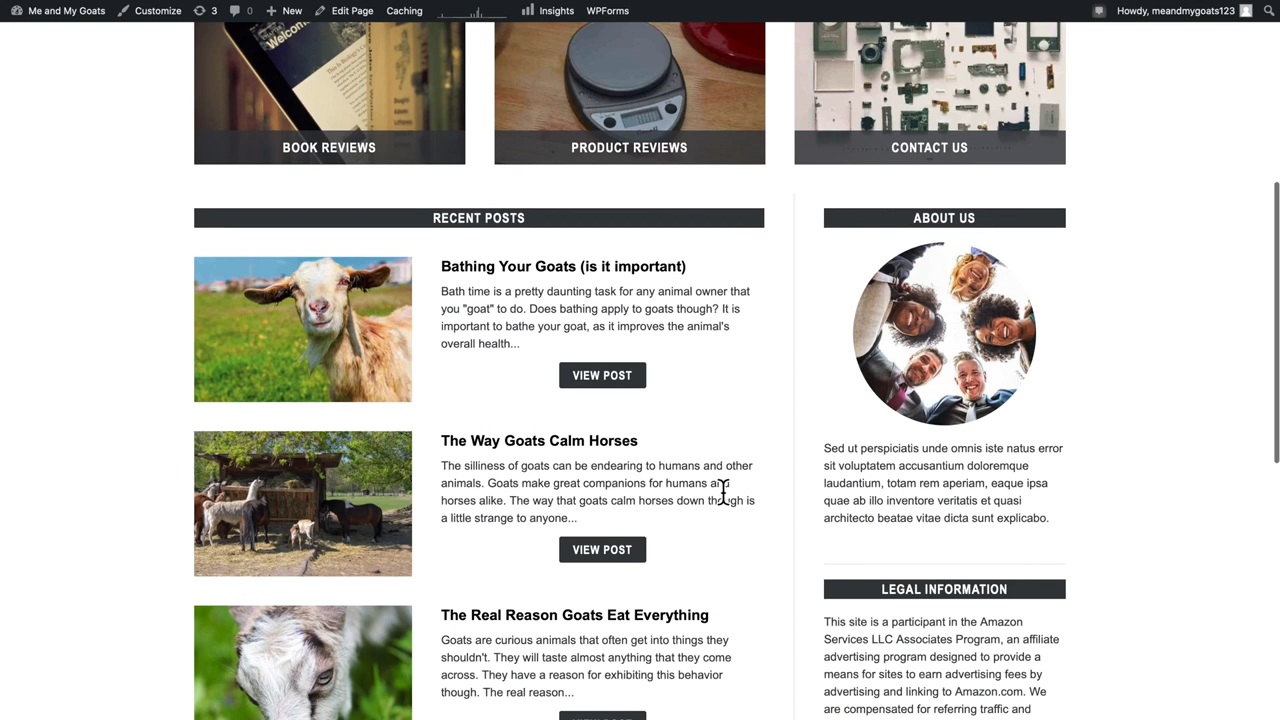 Me and My Goats Customize 3 0 New Edit Page Caching Insights WPForms Howdy, meandmygoats123
Welcome
BOOK REVIEWS
PRODUCT REVIEWS
CONTACT US
RECENT POSTS
Bathing Your Goats (is it important)
Bath time is a pretty daunting task for any animal owner that
you "goat" to do. Does bathing apply to goats though? It is
important to bathe your goat, as it improves the animal's
overall health...
VIEW POST
The Way Goats Calm Horses
The silliness of goats can be endearing to humans and other
animals. Goats make great companions for humans and
horses alike. The way that goats calm horses down though is
a little strange to anyone...
VIEW POST
The Real Reason Goats Eat Everything
Goats are curious animals that often get into things they
shouldn't. They will taste almost anything that they come
across. They have a reason for exhibiting this behavior
though. The real reason...
ABOUT US
Sed ut perspiciatis unde omnis iste natus error
sit voluptatem accusantium doloremque
laudantium, totam rem aperiam, eaque ipsa
quae ab illo inventore veritatis et quasi
architecto beatae vitae dicta sunt explicabo.
LEGAL INFORMATION
This site is a participant in the Amazon
Services LLC Associates Program, an affiliate
advertising program designed to provide a
means for sites to earn advertising fees by
advertising and linking to Amazon.com. We
are compensated for referring traffic and